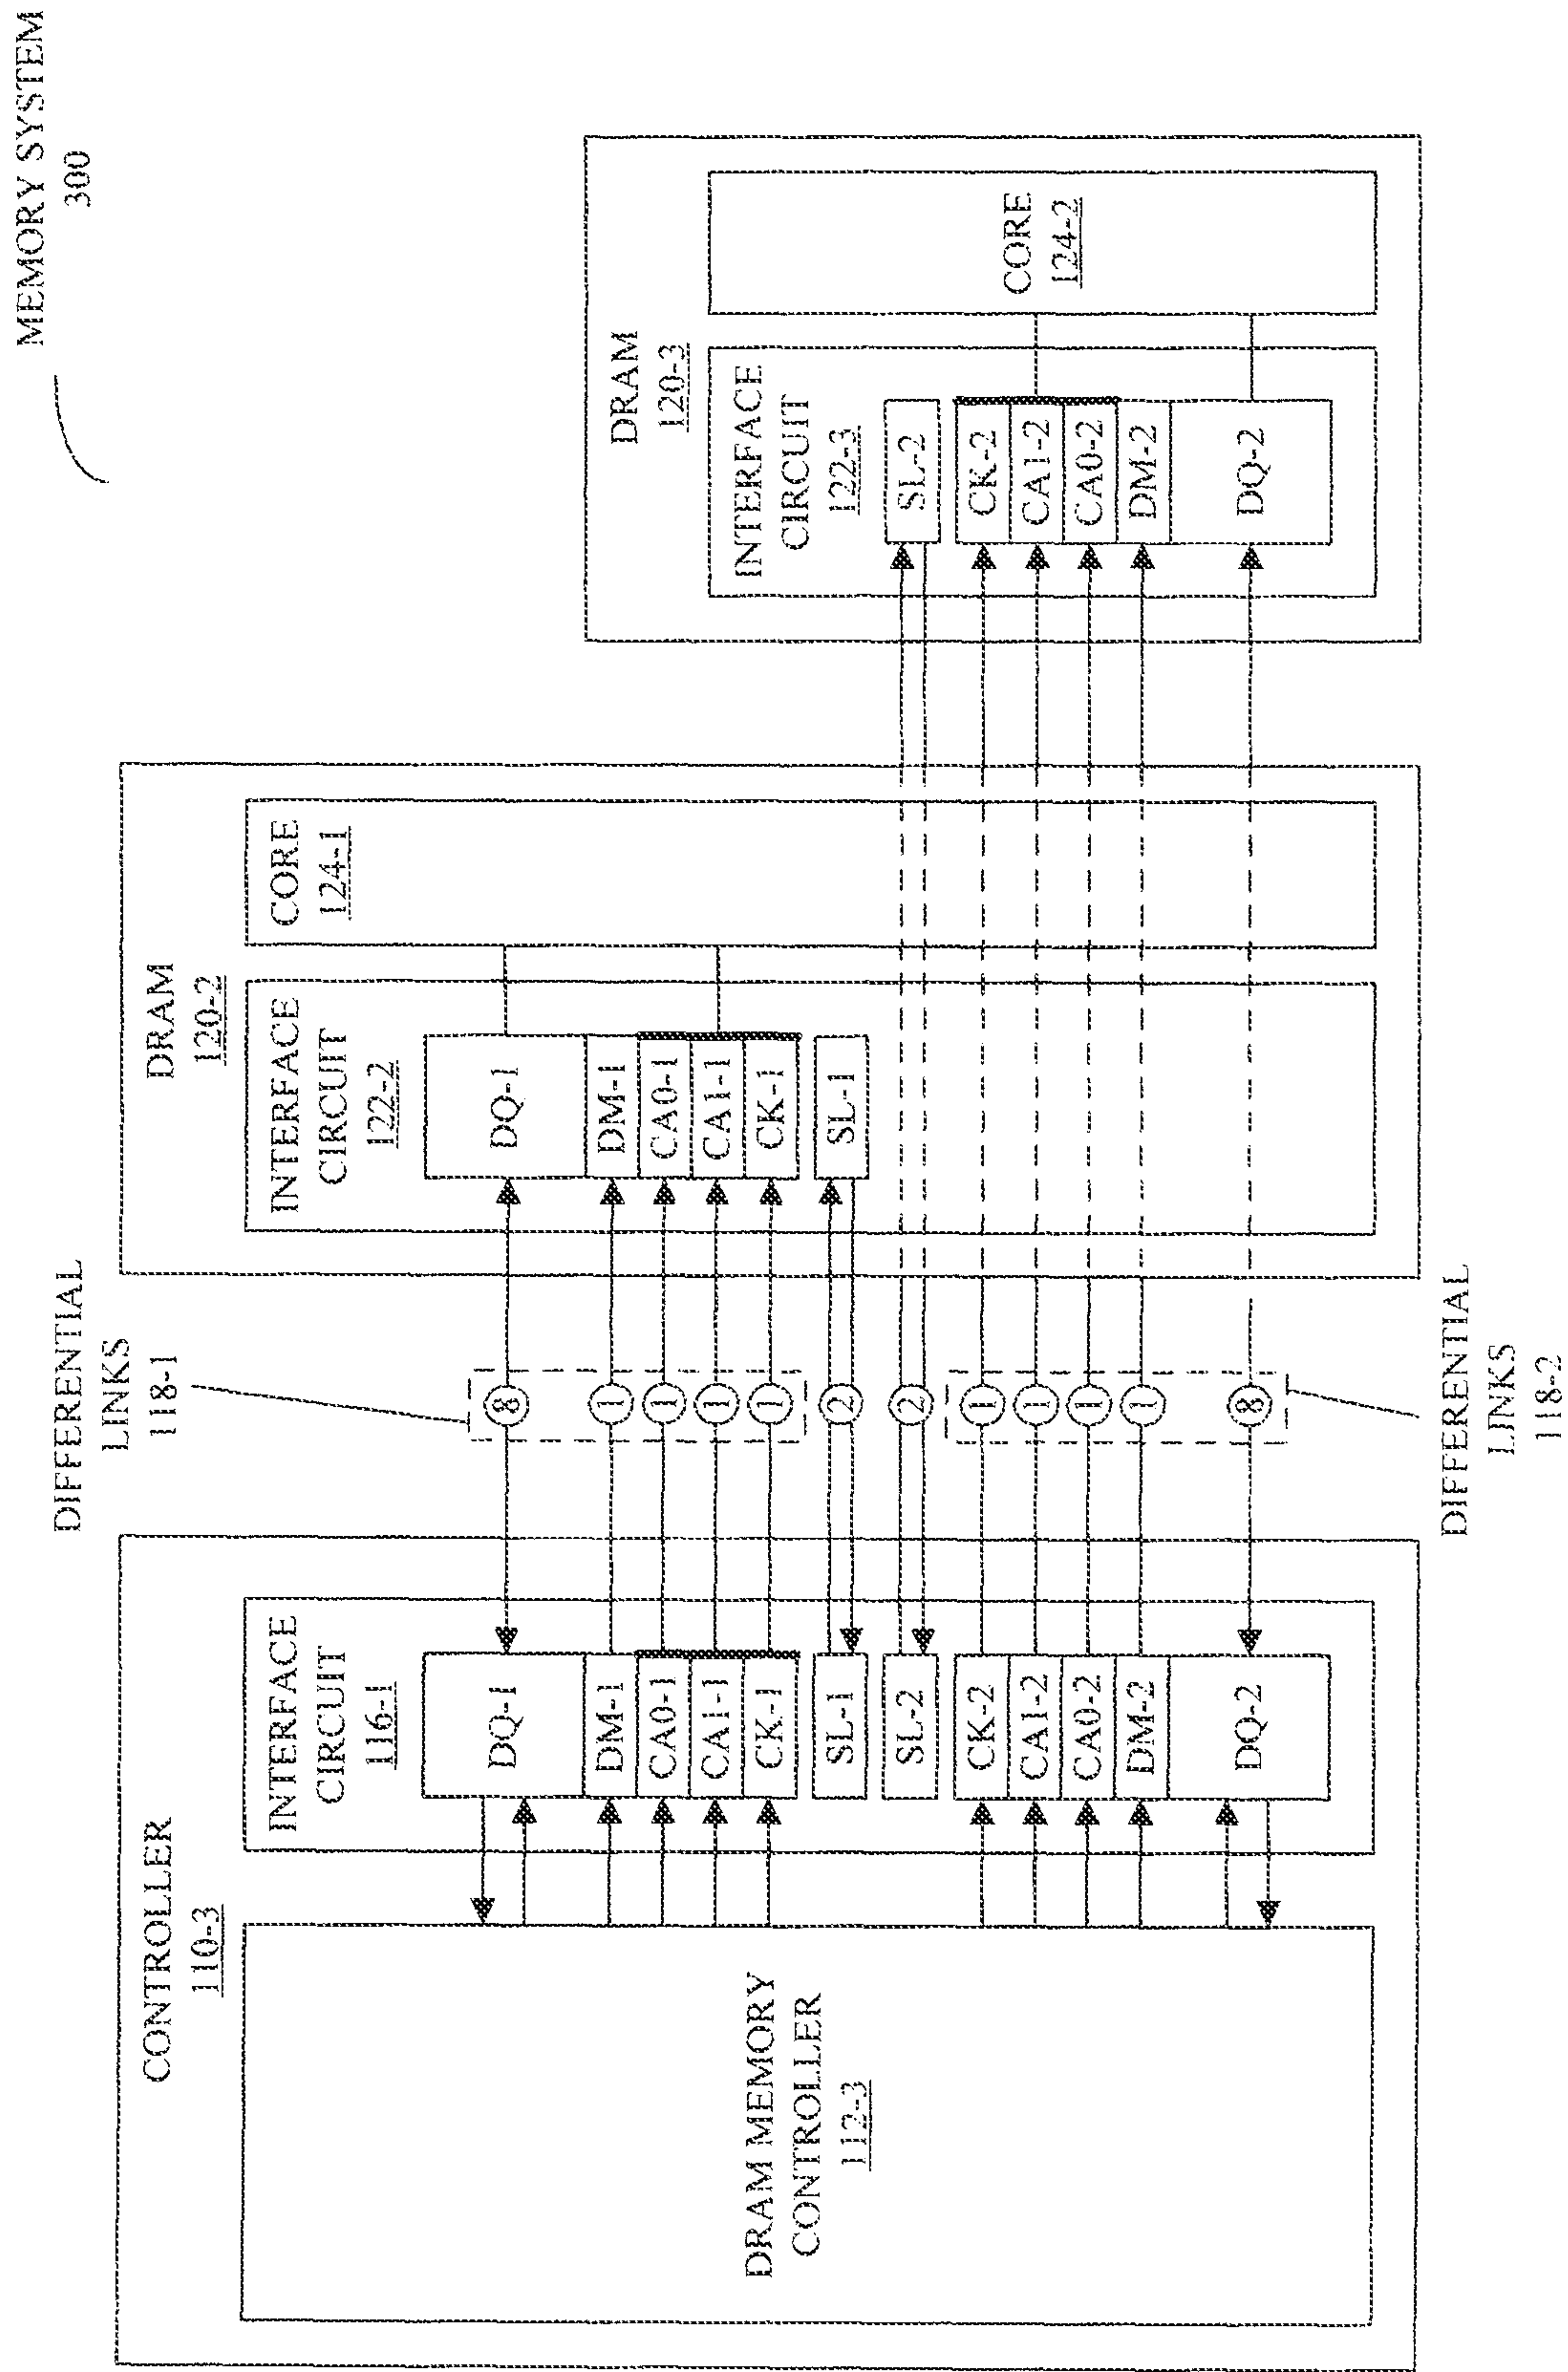 MEMORY SYSTEM
300
CONTROLLER
110-3
DRAM MEMORY
CONTROLLER
112-3
INTERFACE
CIRCUIT
116-1
DQ-1
DM-1
CA0-1
CA1-1
CK-1
SL-1
SL-2
CK-2
CA1-2
CA0-2
DM-2
DQ-2
DIFFERENTIAL
LINKS
118-1
8
1
1
1
1
2
2
1
1
1
1
8
DIFFERENTIAL
LINKS
118-2
DRAM
120-2
INTERFACE
CIRCUIT
122-2
DQ-1
DM-1
CA0-1
CA1-1
CK-1
SL-1
CORE
124-1
DRAM
120-3
INTERFACE
CIRCUIT
122-3
SL-2
CK-2
CA1-2
CA0-2
DM-2
DQ-2
CORE
124-2